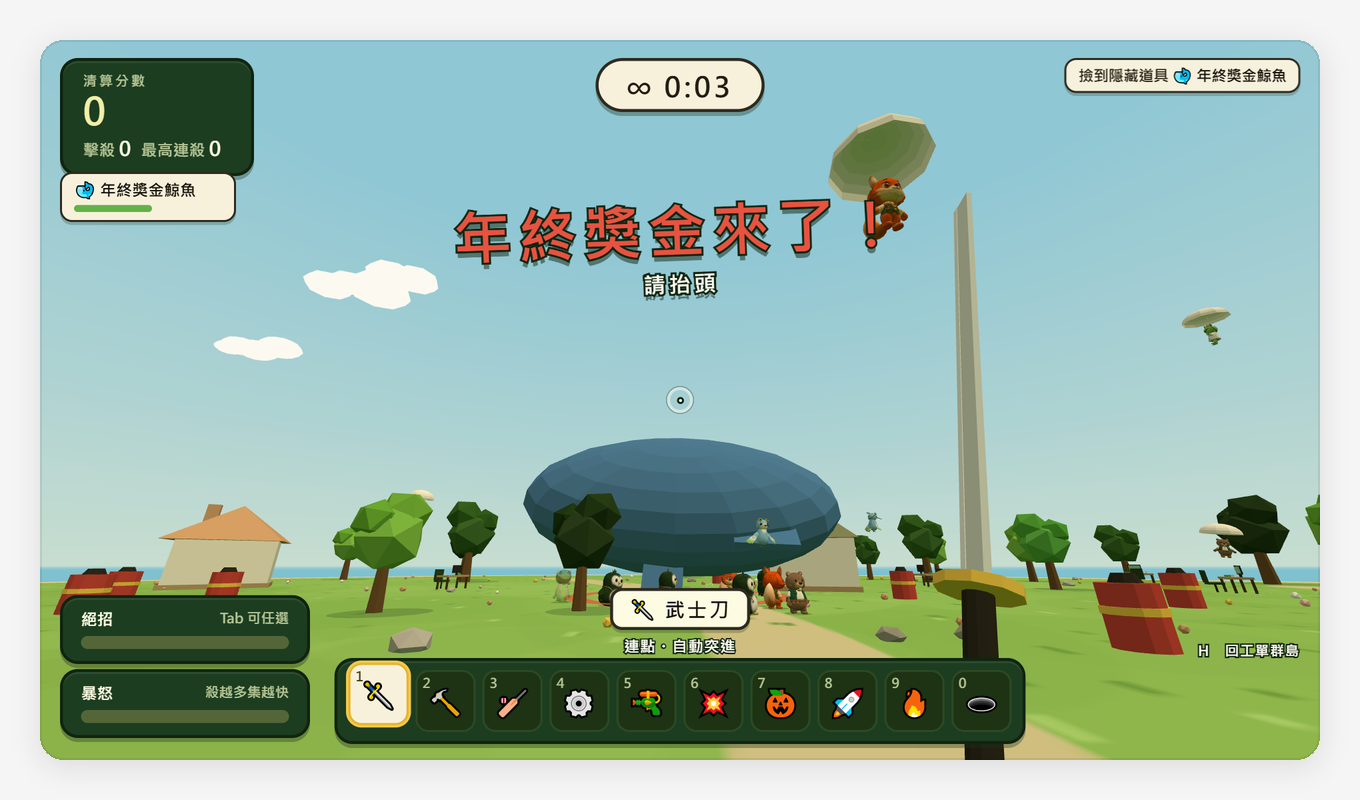 清算分數
0
擊殺 0 最高連殺 0
年終獎金鯨魚
∞ 0:03
撿到隱藏道具 年終獎金鯨魚
年終獎金來了！
請抬頭
絕招 Tab 可任選
暴怒 殺越多集越快
武士刀
連點・自動突進
1 2 3 4 5 6 7 8 9 0
H 回工單群島